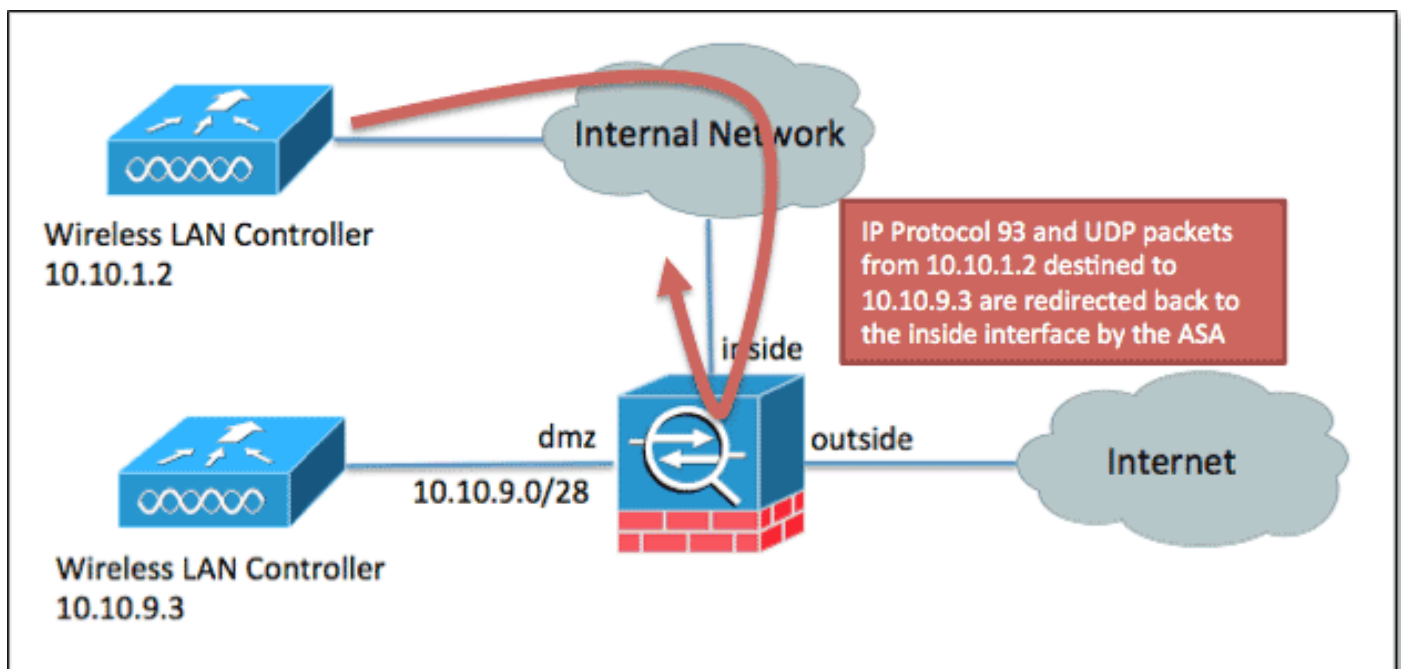 Internal Network
Wireless LAN Controller
10.10.1.2
IP Protocol 93 and UDP packets
from 10.10.1.2 destined to
10.10.9.3 are redirected back to
the inside interface by the ASA
inside
dmz
outside
10.10.9.0/28
Internet
Wireless LAN Controller
10.10.9.3